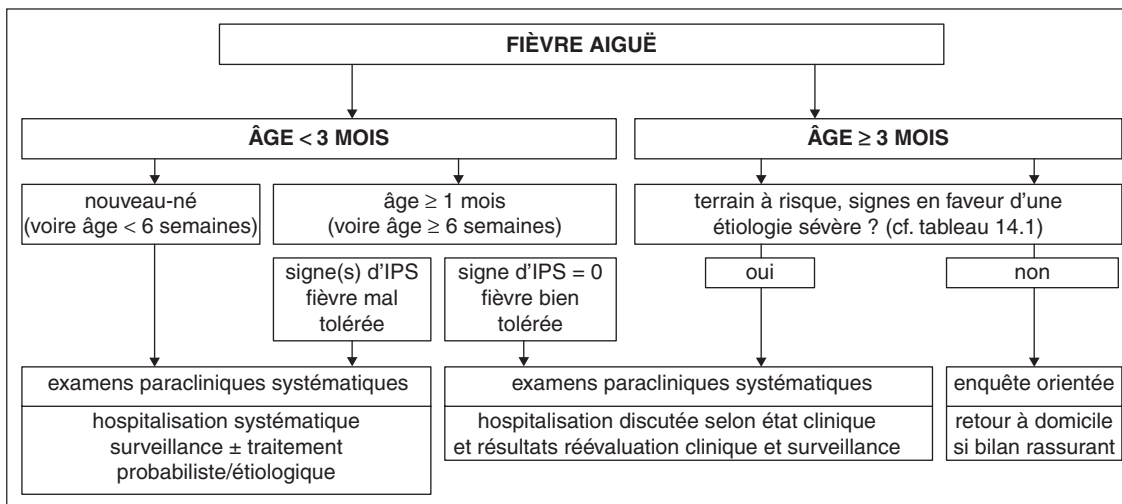 FIÈVRE AIGUË
ÂGE < 3 MOIS
ÂGE ≥ 3 MOIS
nouveau-né
(voire âge < 6 semaines)
âge ≥ 1 mois
(voire âge ≥ 6 semaines)
terrain à risque, signes en faveur d'une
étiologie sévère ? (cf. tableau 14.1)
signe(s) d'IPS
fièvre mal
tolérée
signe d'IPS = 0
fièvre bien
tolérée
oui
non
examens paracliniques systématiques
hospitalisation systématique
surveillance ± traitement
probabiliste/étiologique
examens paracliniques systématiques
hospitalisation discutée selon état clinique
et résultats réévaluation clinique et surveillance
enquête orientée
retour à domicile
si bilan rassurant